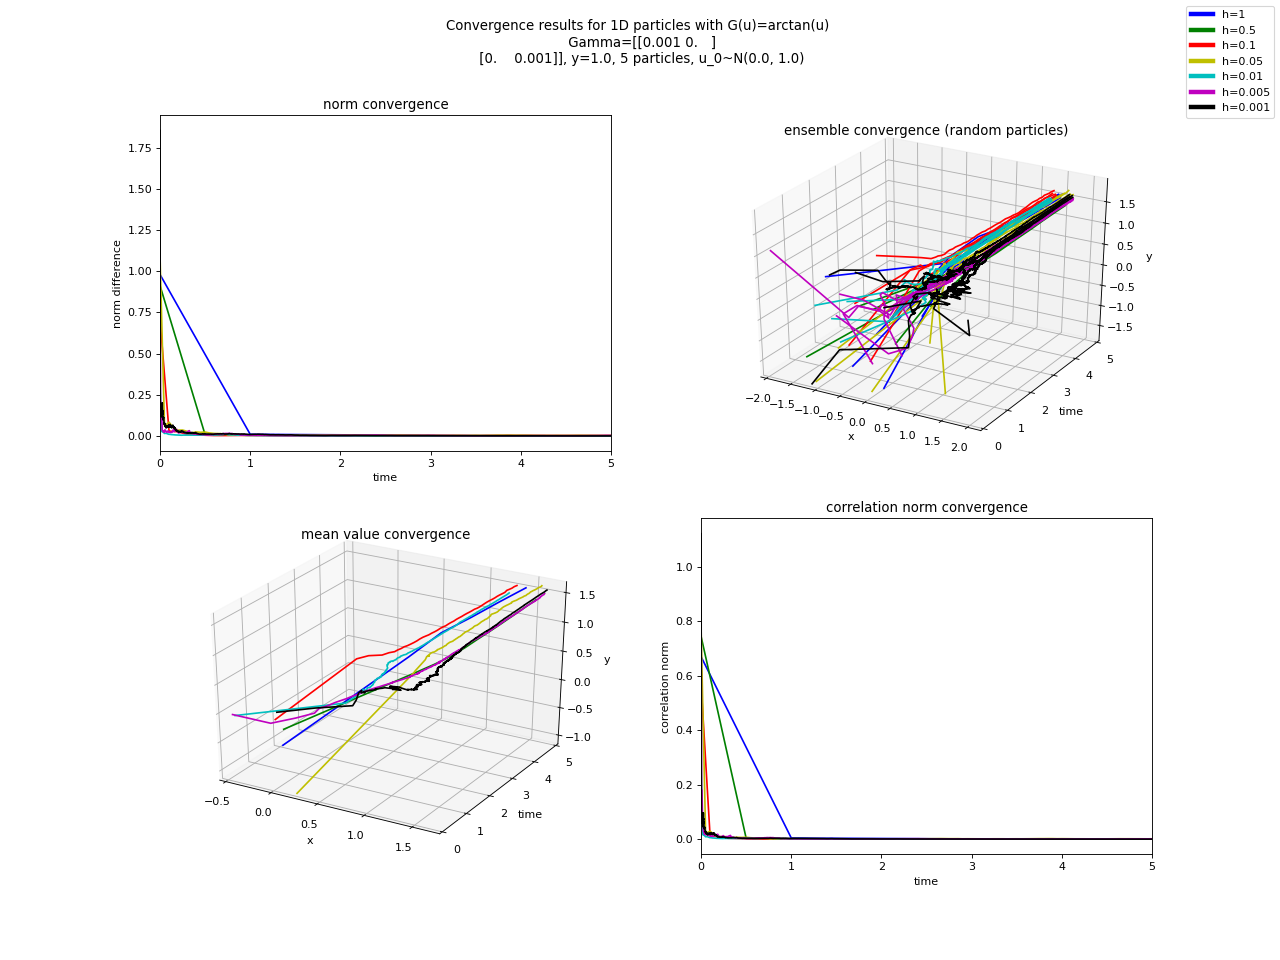 Convergence results for 1D particles with G(u)=arctan(u)
Gamma=[[0.001 0.   ]
[0.    0.001]], y=1.0, 5 particles, u_0~N(0.0, 1.0)
h=1
h=0.5
h=0.1
h=0.05
h=0.01
h=0.005
h=0.001
norm convergence
1.75
1.50
1.25
1.00
0.75
0.50
0.25
0.00
norm difference
0 1 2 3 4 5
time
ensemble convergence (random particles)
1.5
1.0
0.5
0.0
−0.5
−1.0
−1.5
y
−2.0 −1.5 −1.0 −0.5 0.0 0.5 1.0 1.5 2.0
x
0 1 2 3 4 5
time
mean value convergence
1.5
1.0
0.5
0.0
−0.5
−1.0
y
−0.5 0.0 0.5 1.0 1.5
x
0 1 2 3 4 5
time
correlation norm convergence
1.0
0.8
0.6
0.4
0.2
0.0
correlation norm
0 1 2 3 4 5
time